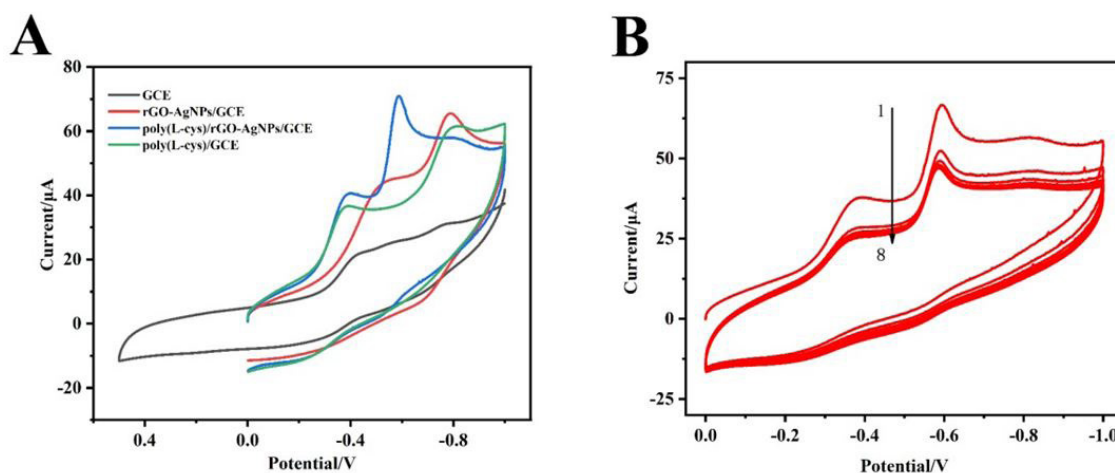 A
80
60
40
20
0
-20
Current/μA
GCE
rGO-AgNPs/GCE
poly(L-cys)/rGO-AgNPs/GCE
poly(L-cys)/GCE
0.4 0.0 -0.4 -0.8
Potential/V
B
75
50
25
0
-25
Current/μA
1
8
0.0 -0.2 -0.4 -0.6 -0.8 -1.0
Potential/V